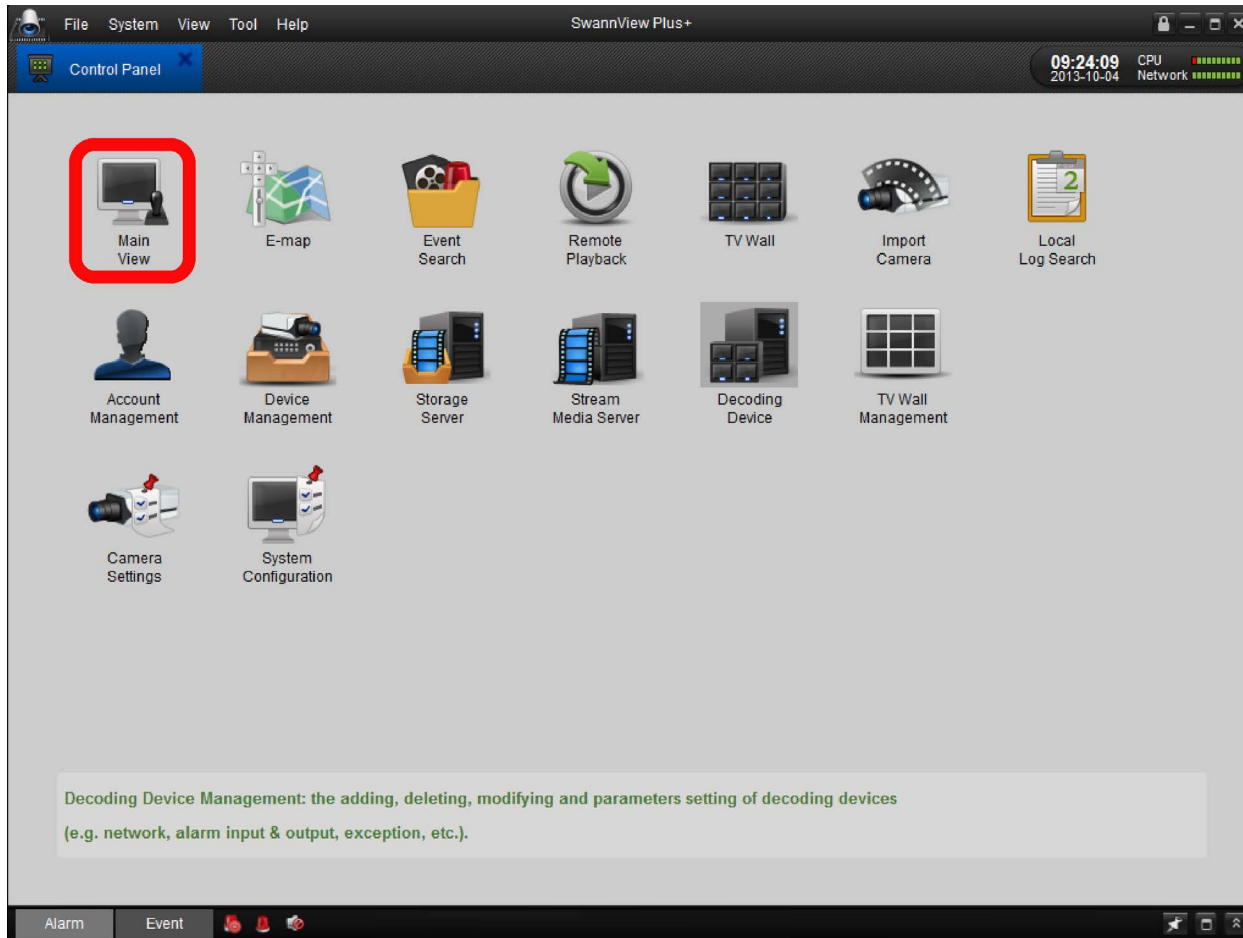 File System View Tool Help SwannView Plus+
Control Panel 09:24:09 CPU
2013-10-04 Network
2
Main E-map Event Remote TV Wall Import Local
View Search Playback Camera Log Search
Account Device Storage Stream Decoding TV Wall
Management Management Server Media Server Device Management
Camera System
Settings Configuration
Decoding Device Management: the adding, deleting, modifying and parameters setting of decoding devices
(e.g. network, alarm input & output, exception, etc.).
Alarm Event